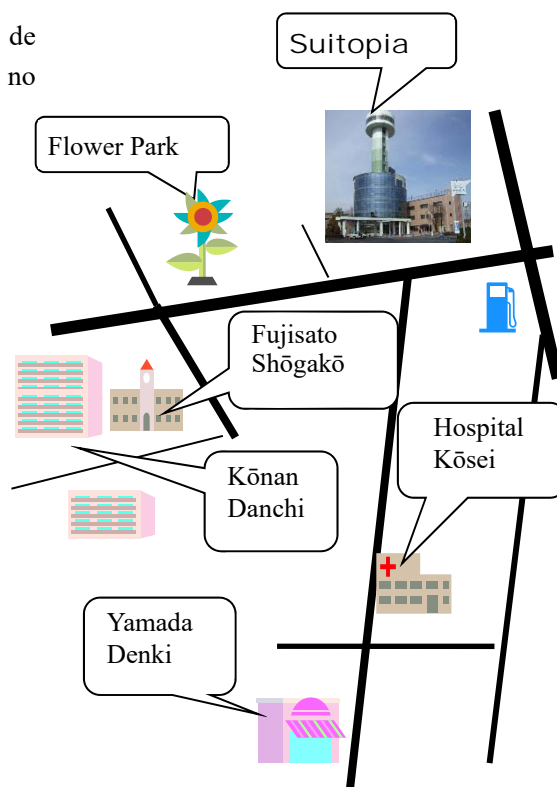 de
no
Suitopia
Flower Park
Fujisato
Shōgakō
Hospital
Kōsei
Kōnan
Danchi
Yamada
Denki